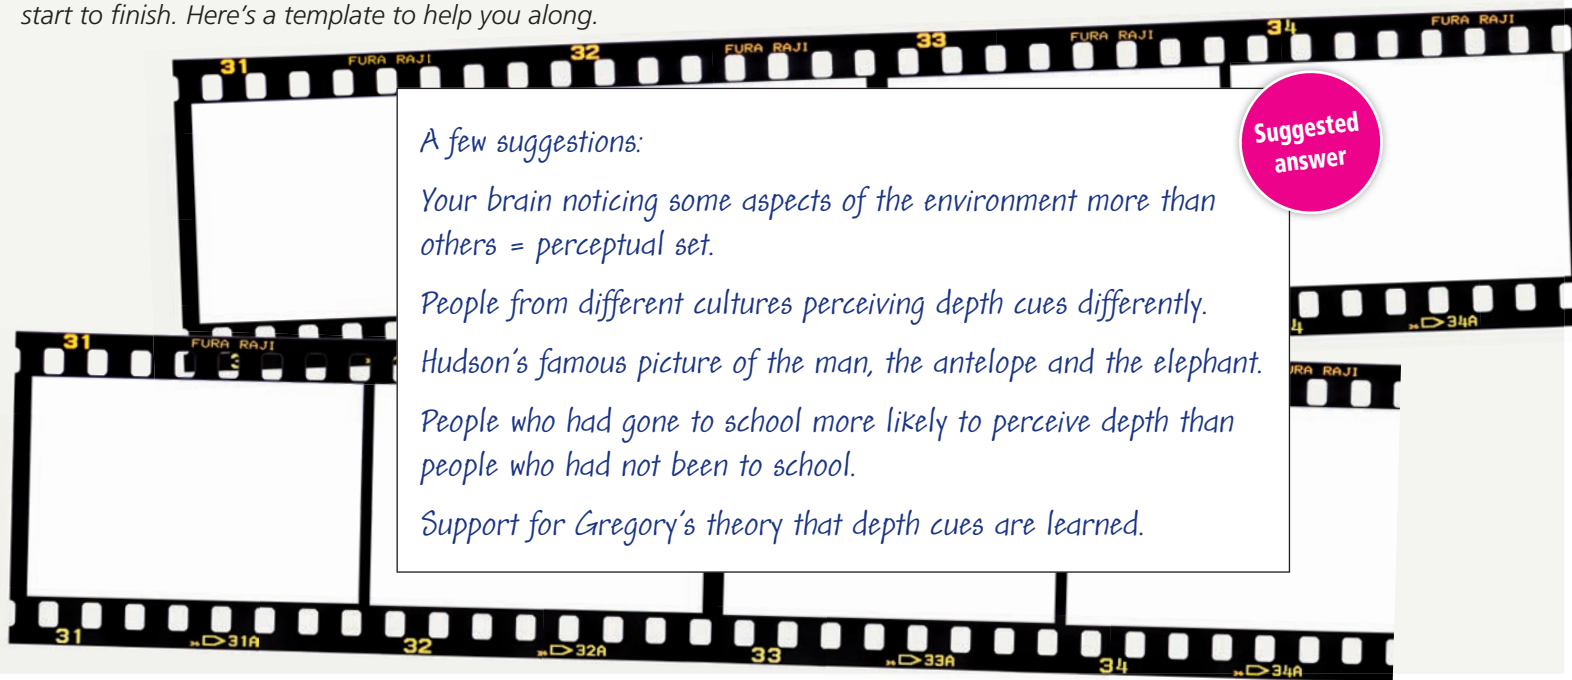 start to finish. Here's a template to help you along.
31 FURA RAJI 32 FURA RAJI 33 FURA RAJI 34 FURA RAJI
Suggested
answer
A few suggestions:
Your brain noticing some aspects of the environment more than
others = perceptual set.
People from different cultures perceiving depth cues differently.
Hudson's famous picture of the man, the antelope and the elephant.
People who had gone to school more likely to perceive depth than
people who had not been to school.
Support for Gregory's theory that depth cues are learned.
4 34A
31 FURA RAJI
URA RAJI
31 31A 32 32A 33 33A 34 34A